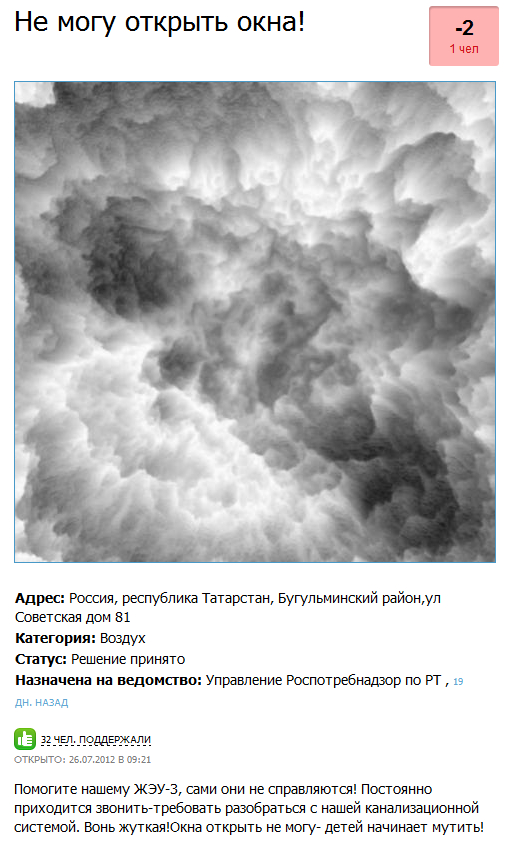 Не могу открыть окна!
-2
1 чел
Адрес: Россия, республика Татарстан, Бугульминский район,ул
Советская дом 81
Категория: Воздух
Статус: Решение принято
Назначена на ведомство: Управление Роспотребнадзор по РТ , 19
ДН. НАЗАД
32 ЧЕЛ. ПОДДЕРЖАЛИ
ОТКРЫТО: 26.07.2012 В 09:21
Помогите нашему ЖЭУ-3, сами они не справляются! Постоянно
приходится звонить-требовать разобраться с нашей канализационной
системой. Вонь жуткая!Окна открыть не могу- детей начинает мутить!